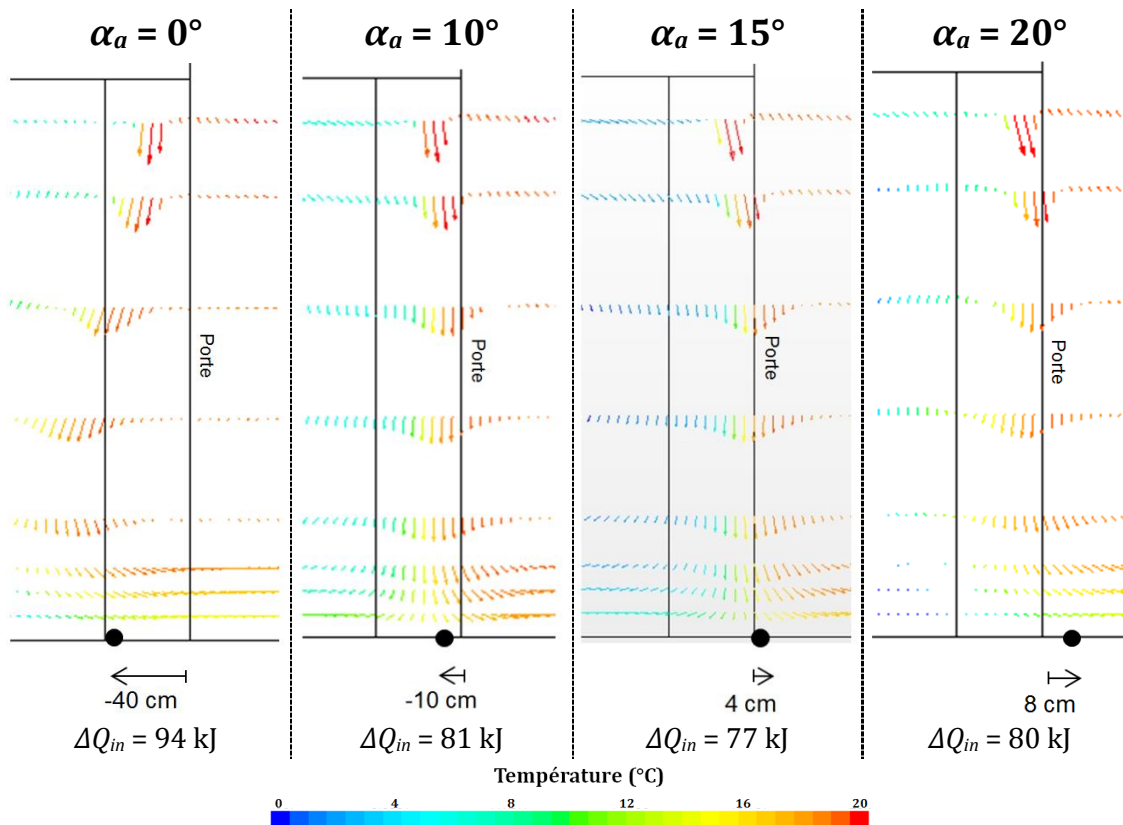 αₐ = 0°
αₐ = 10°
αₐ = 15°
αₐ = 20°
Porte
Porte
Porte
Porte
-40 cm
-10 cm
4 cm
8 cm
ΔQin = 94 kJ
ΔQin = 81 kJ
ΔQin = 77 kJ
ΔQin = 80 kJ
Température (°C)
0 4 8 12 16 20